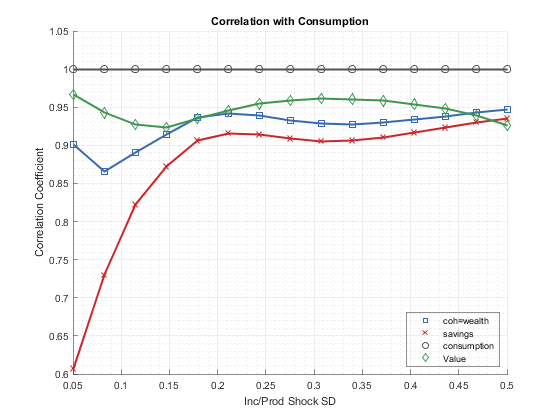 Correlation with Consumption
1.05
1
0.95
0.9
0.85
0.8
0.75
0.7
0.65
0.6
Correlation Coefficient
0.05
0.1
0.15
0.2
0.25
0.3
0.35
0.4
0.45
0.5
Inc/Prod Shock SD
coh=wealth
savings
consumption
Value